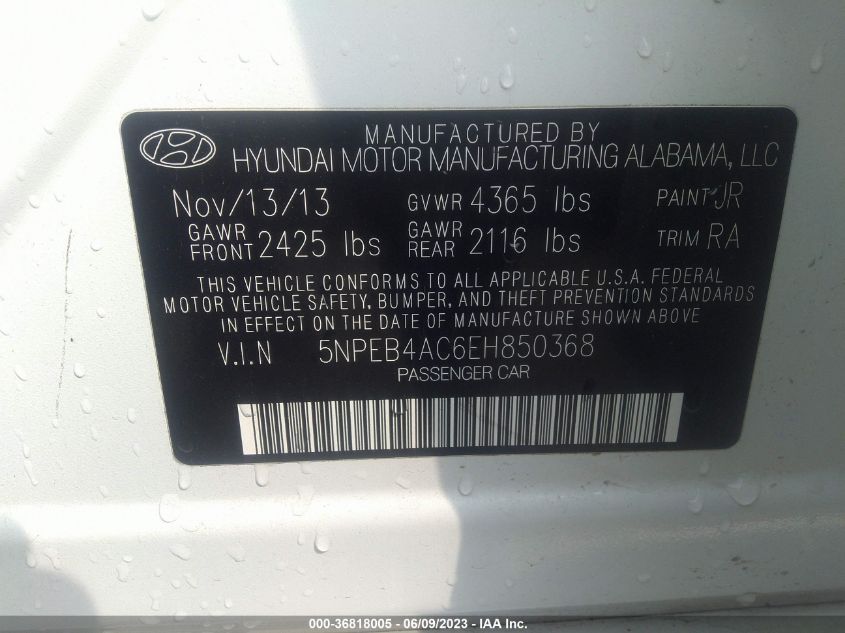 MANUFACTURED BY
HYUNDAI MOTOR MANUFACTURING ALABAMA, LLC
Nov/13/13 GVWR 4365 lbs PAINT JR
GAWR FRONT 2425 lbs GAWR REAR 2116 lbs TRIM RA
THIS VEHICLE CONFORMS TO ALL APPLICABLE U.S.A. FEDERAL
MOTOR VEHICLE SAFETY, BUMPER, AND THEFT PREVENTION STANDARDS
IN EFFECT ON THE DATE OF MANUFACTURE SHOWN ABOVE
V.I.N 5NPEB4AC6EH850368
PASSENGER CAR
000-36818005 - 06/09/2023 - IAA Inc.